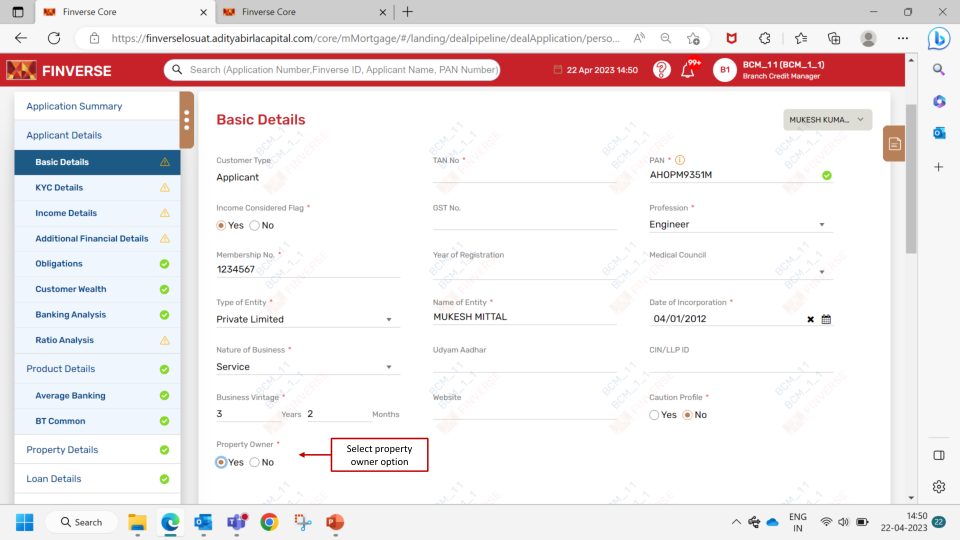 Finverse Core
Finverse Core
https://finverselosuat.adityabirlacapital.com/core/mMortgage/#/landing/dealpipeline/dealApplication/perso...
FINVERSE
Search (Application Number,Finverse ID, Applicant Name, PAN Number)
22 Apr 2023 14:50
99+
B1
BCM_1 1 (BCM_1_1)
Branch Credit Manager
Application Summary
Applicant Details
Basic Details
KYC Details
Income Details
Additional Financial Details
Obligations
Customer Wealth
Banking Analysis
Ratio Analysis
Product Details
Average Banking
BT Common
Property Details
Loan Details
Basic Details
MUKESH KUMA...
Customer Type
Applicant
TAN No *
PAN *
AHOPM9351M
Income Considered Flag *
Yes No
GST No.
Profession *
Engineer
Membership No. *
1234567
Year of Registration
Medical Council
Type of Entity *
Private Limited
Name of Entity *
MUKESH MITTAL
Date of Incorporation *
04/01/2012
Nature of Business *
Service
Udyam Aadhar
CIN/LLP ID
Business Vintage *
3 Years 2 Months
Website
Caution Profile *
Yes No
Property Owner *
Yes No
Select property
owner option
Search
ENG
IN
14:50
22-04-2023
22